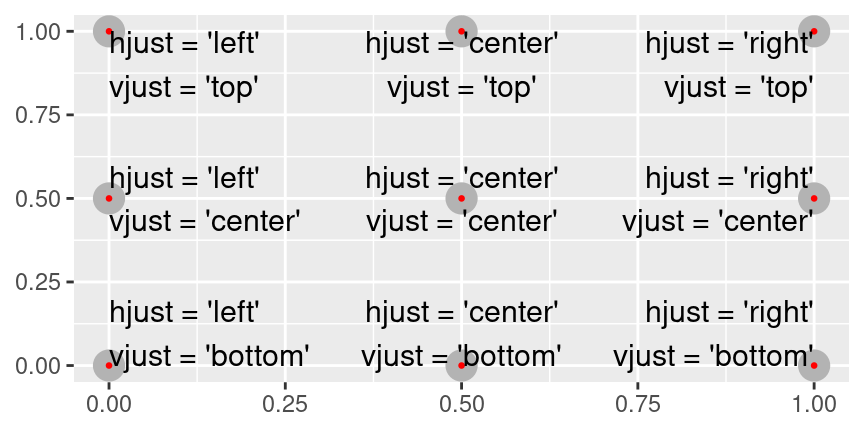 1.00
hjust = 'left' hjust = 'center' hjust = 'right'
vjust = 'top' vjust = 'top' vjust = 'top'
0.75
hjust = 'left' hjust = 'center' hjust = 'right'
0.50
vjust = 'center' vjust = 'center' vjust = 'center'
0.25
hjust = 'left' hjust = 'center' hjust = 'right'
vjust = 'bottom' vjust = 'bottom' vjust = 'bottom'
0.00
0.00 0.25 0.50 0.75 1.00